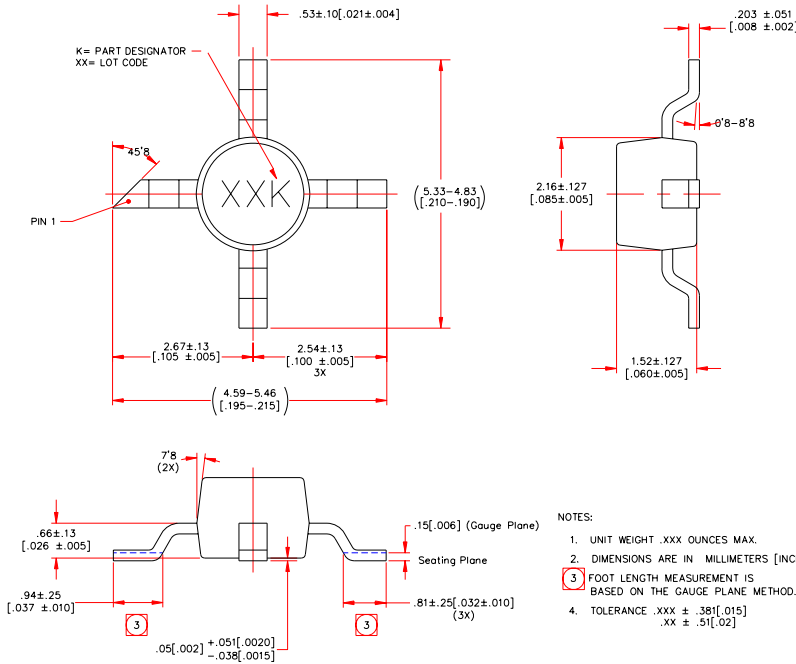 .53±.10[.021±.004]
.203 ±.051
[.008 ±.002]
K= PART DESIGNATOR
XX= LOT CODE
0'8-8'8
45'8
XXK
5.33-4.83
[.210-.190]
2.16±.127
[.085±.005]
PIN 1
2.67±.13
[.105 ±.005]
2.54±.13
[.100 ±.005]
3X
1.52±.127
[.060±.005]
4.59-5.46
[.195-.215]
7'8
(2X)
.66±.13
[.026 ±.005]
.15[.006] (Gauge Plane)
Seating Plane
.94±.25
[.037 ±.010]
.81±.25[.032±.010]
(3X)
3
3
.05[.002] +.051[.0020]
-.038[.0015]
NOTES:
1. UNIT WEIGHT .XXX OUNCES MAX.
2. DIMENSIONS ARE IN MILLIMETERS [INC
3 FOOT LENGTH MEASUREMENT IS
BASED ON THE GAUGE PLANE METHOD.
4. TOLERANCE .XXX ± .381[.015]
.XX ± .51[.02]